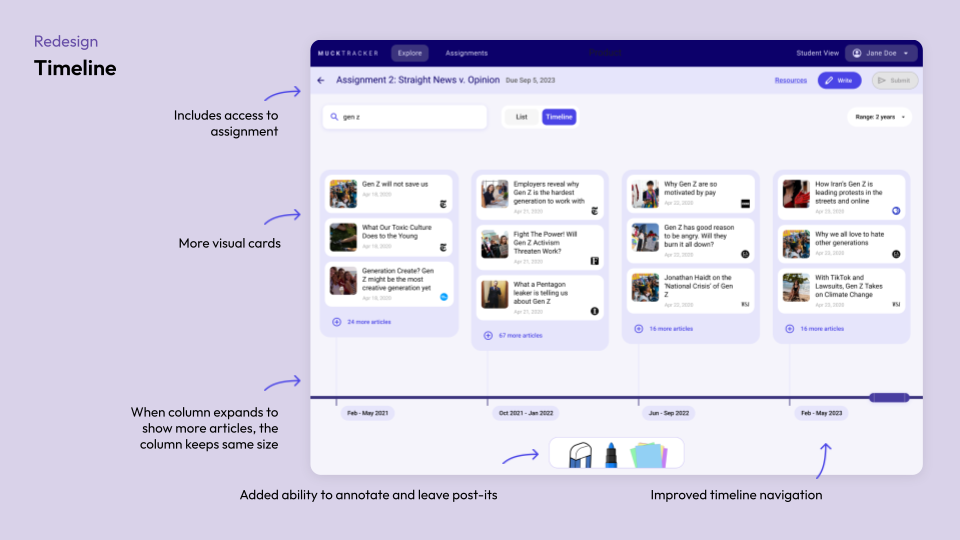 Redesign
Timeline
Includes access to
assignment
More visual cards
When column expands to
show more articles, the
column keeps same size
Added ability to annotate and leave post-its
Improved timeline navigation
MUCKTRACKER
Explore
Assignments
Student View
Jane Doe
Assignment 2: Straight News v. Opinion
Due Sep 5, 2023
Resources
Write
Submit
gen z
List
Timeline
Range: 2 years
Gen Z will not save us
Apr 19, 2020
What Our Toxic Culture
Does to the Young
Apr 19, 2020
Generation Create? Gen
Z might be the most
creative generation yet
Apr 19, 2020
24 more articles
Employers reveal why
Gen Z is the hardest
generation to work with
Apr 21, 2020
Fight The Power! Will
Gen Z Activism
Threaten Work?
Apr 21, 2020
What a Pentagon
leaker is telling us
about Gen Z
Apr 21, 2020
67 more articles
Why Gen Z are so
motivated by pay
Apr 22, 2020
Gen Z has good reason
to be angry. Will they
burn it all down?
Apr 22, 2020
Jonathan Haidt on the
'National Crisis' of Gen
Z
Apr 22, 2020
WSJ
16 more articles
How Iran's Gen Z is
leading protests in the
streets and online
Apr 23, 2020
Why we all love to hate
other generations
Apr 22, 2020
With TikTok and
Lawsuits, Gen Z Takes
on Climate Change
Apr 22, 2020
WSJ
16 more articles
Feb - May 2021
Oct 2021 - Jan 2022
Jun - Sep 2022
Feb - May 2023